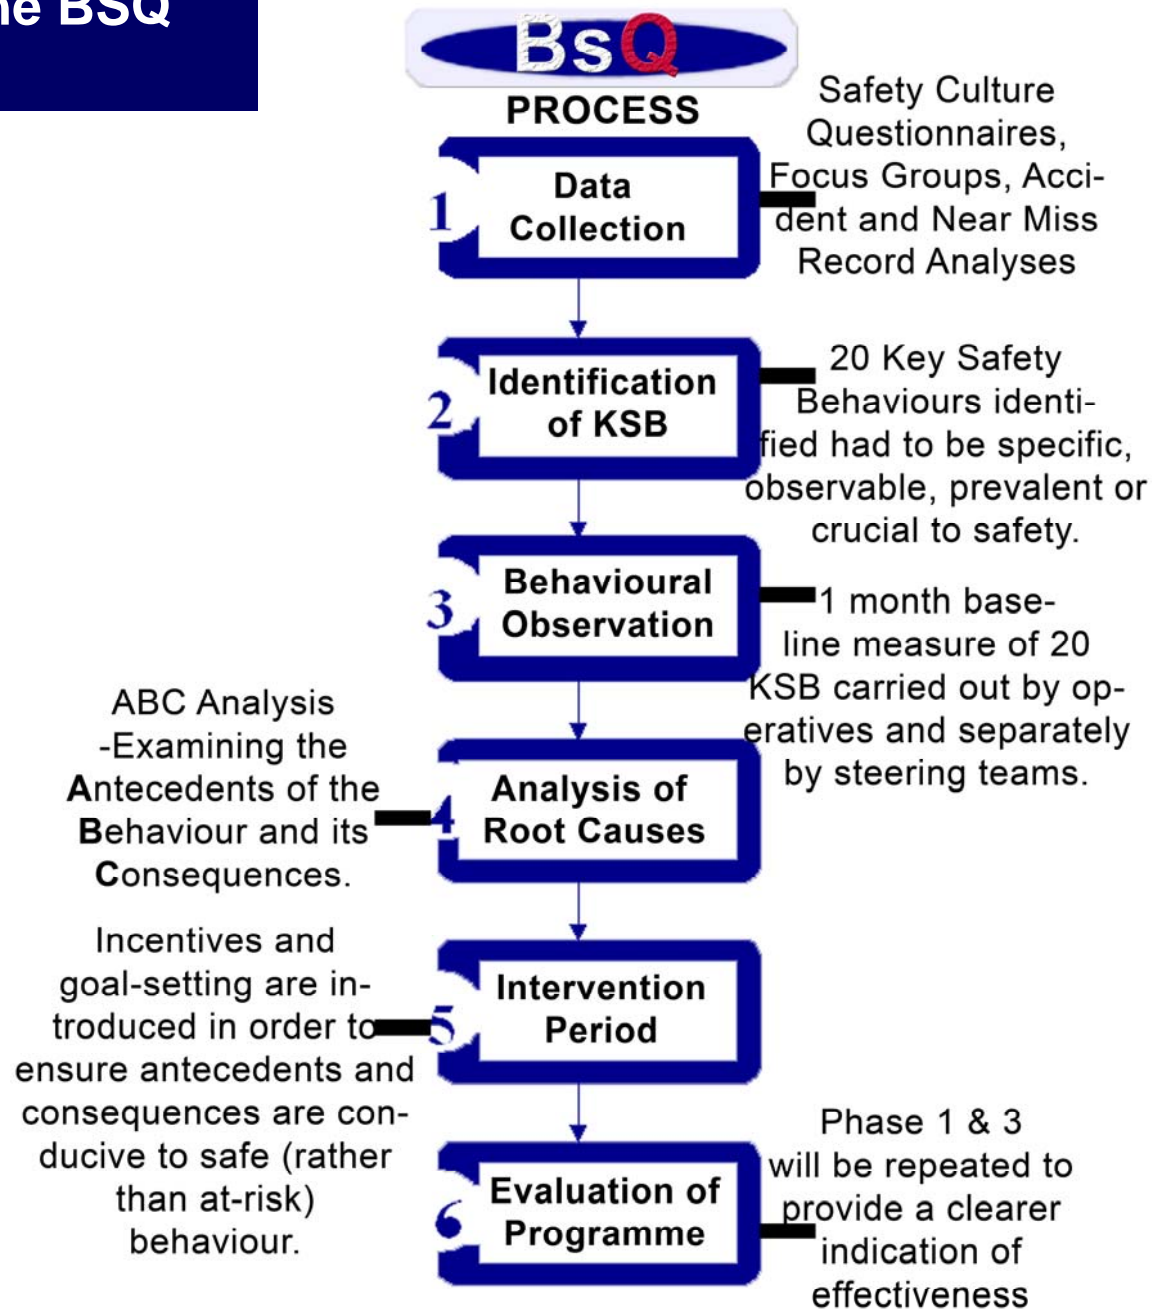 he BSQ
BsQ
PROCESS
1
Data
Collection
Safety Culture
Questionnaires,
Focus Groups, Acci-
dent and Near Miss
Record Analyses
2
Identification
of KSB
20 Key Safety
Behaviours identi-
fied had to be specific,
observable, prevalent or
crucial to safety.
3
Behavioural
Observation
1 month base-
line measure of 20
KSB carried out by op-
eratives and separately
by steering teams.
ABC Analysis
-Examining the
Antecedents of the
Behaviour and its
Consequences.
4
Analysis of
Root Causes
Incentives and
goal-setting are in-
troduced in order to
ensure antecedents and
consequences are con-
ducive to safe (rather
than at-risk)
behaviour.
5
Intervention
Period
6
Evaluation of
Programme
Phase 1 & 3
will be repeated to
provide a clearer
indication of
effectiveness